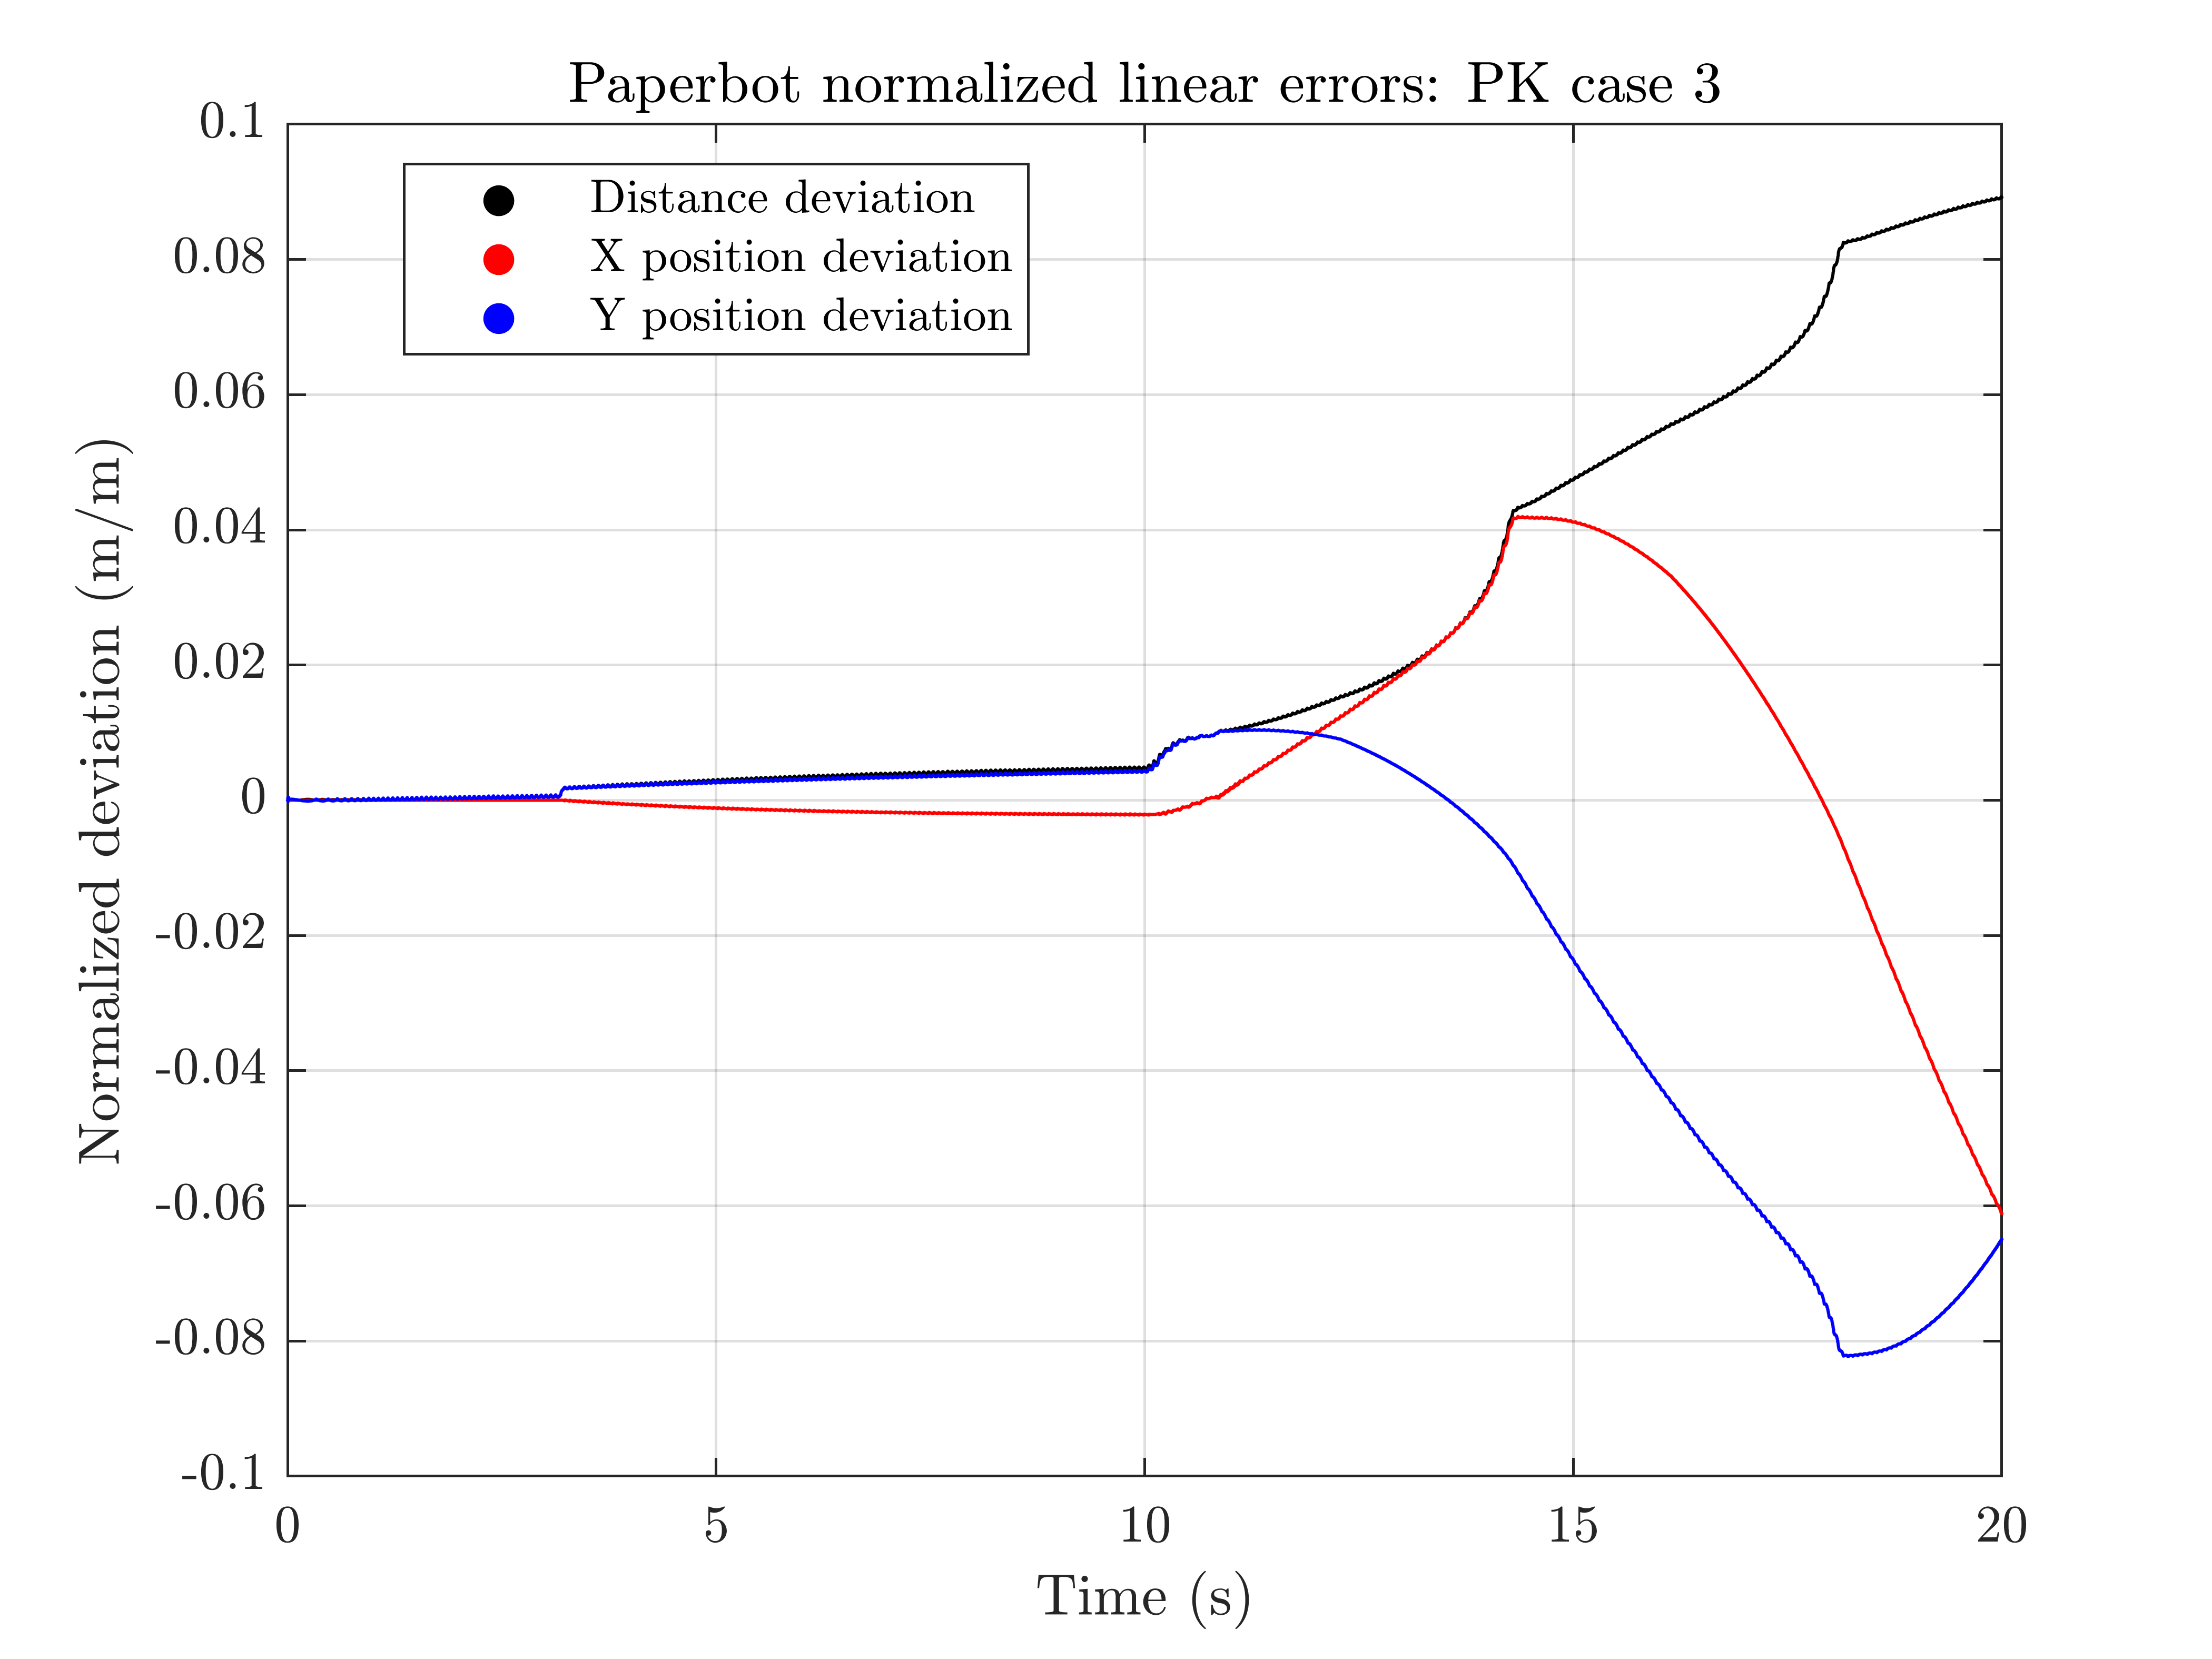 Paperbot normalized linear errors: PK case 3
Distance deviation
X position deviation
Y position deviation
Normalized deviation (m/m)
0.1
0.08
0.06
0.04
0.02
0
-0.02
-0.04
-0.06
-0.08
-0.1
0 5 10 15 20
Time (s)